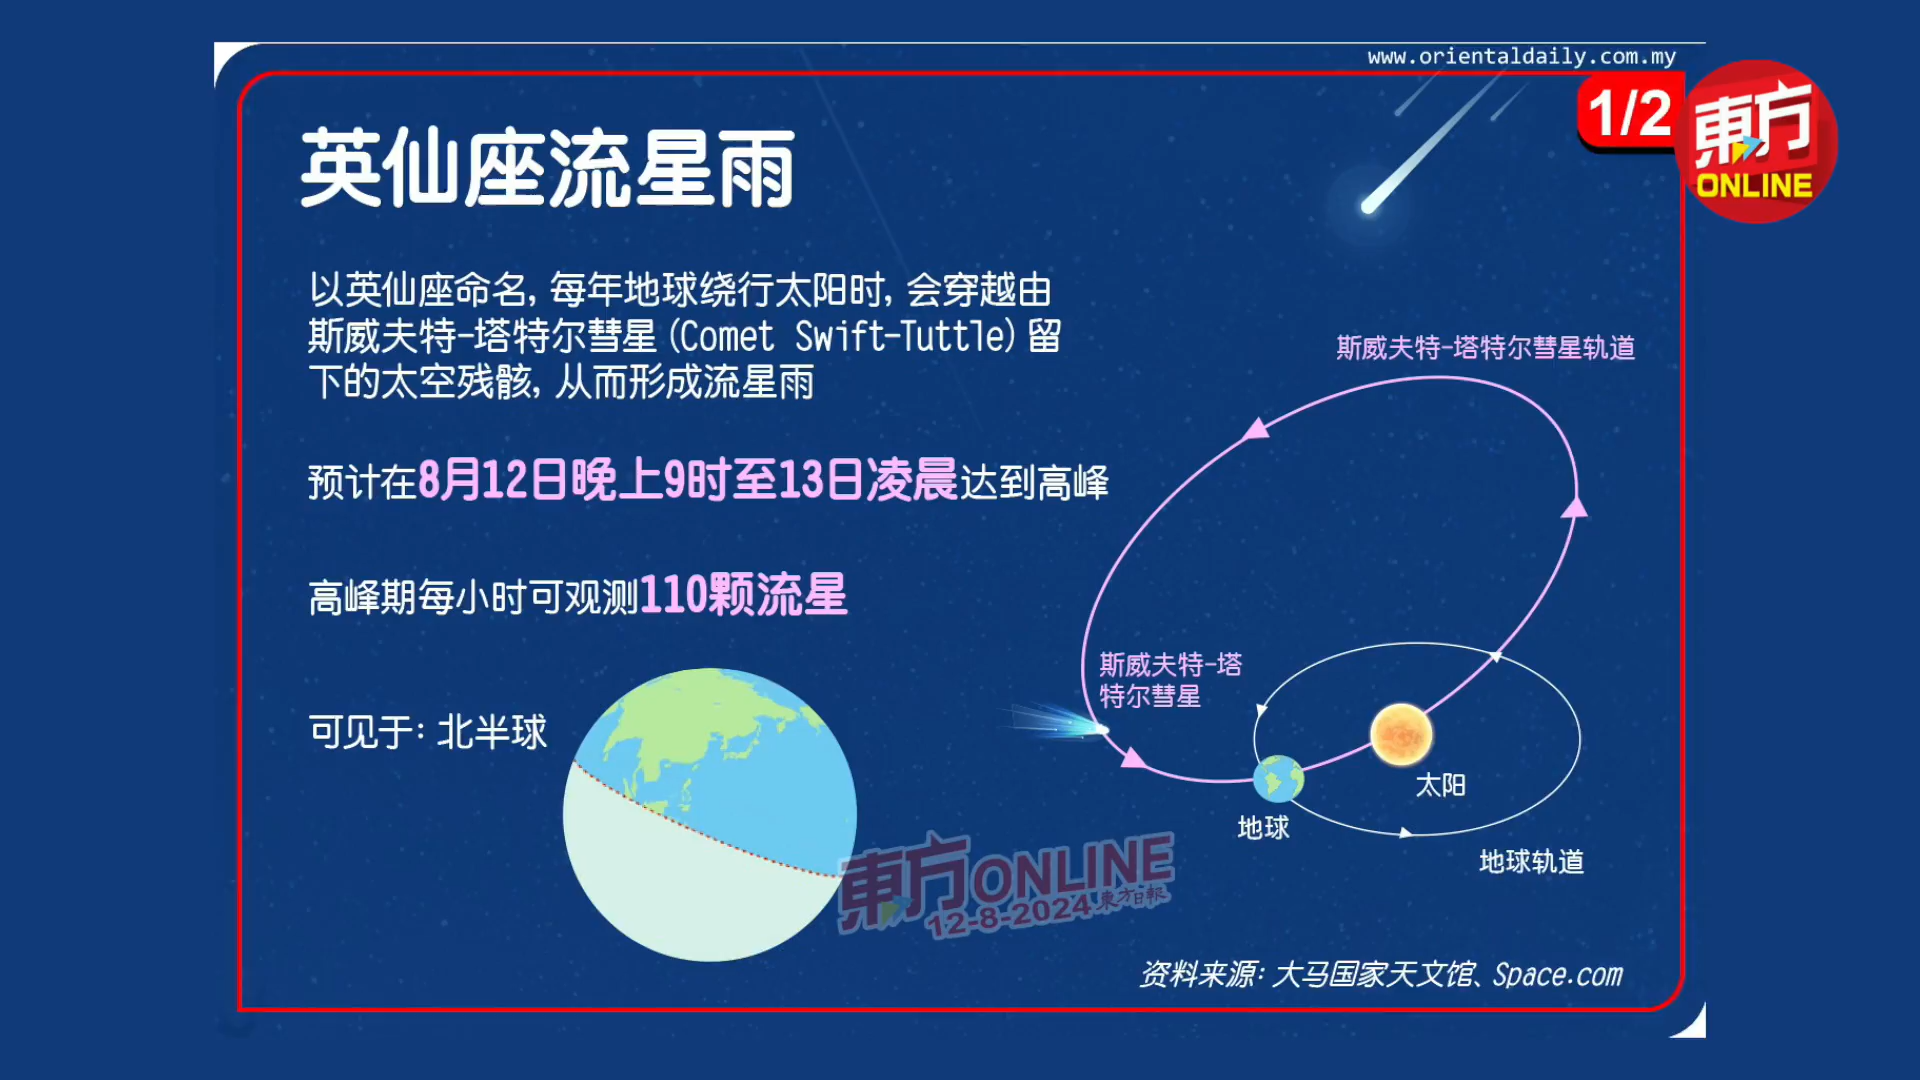 www.orientaldaily.com.my
1/2
東方
ONLINE
英仙座流星雨
以英仙座命名, 每年地球绕行太阳时, 会穿越由
斯威夫特-塔特尔彗星 (Comet Swift-Tuttle) 留
下的太空残骸, 从而形成流星雨
预计在8月12日晚上9时至13日凌晨达到高峰
高峰期每小时可观测110颗流星
可见于: 北半球
斯威夫特-塔特尔彗星轨道
斯威夫特-塔
特尔彗星
太阳
地球
地球轨道
東方ONLINE
12-8-2024 東方日報
资料来源: 大马国家天文馆、Space.com